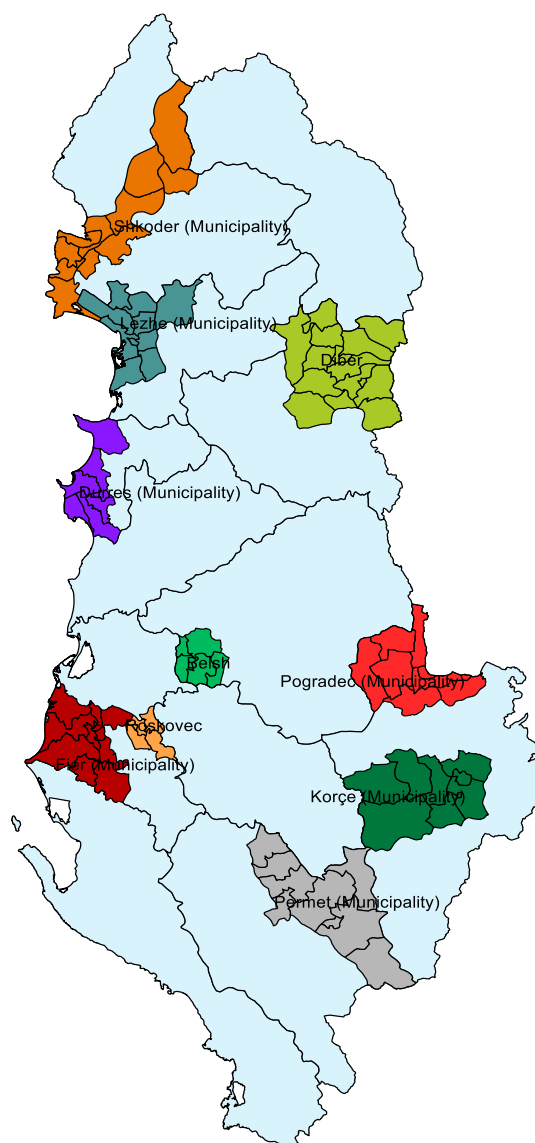 Shkoder (Municipality)
Lezhe (Municipality)
Diber
Durres (Municipality)
Belsh
Pogradec (Municipality)
Roskovec
Fier (Municipality)
Korçe (Municipality)
Permet (Municipality)